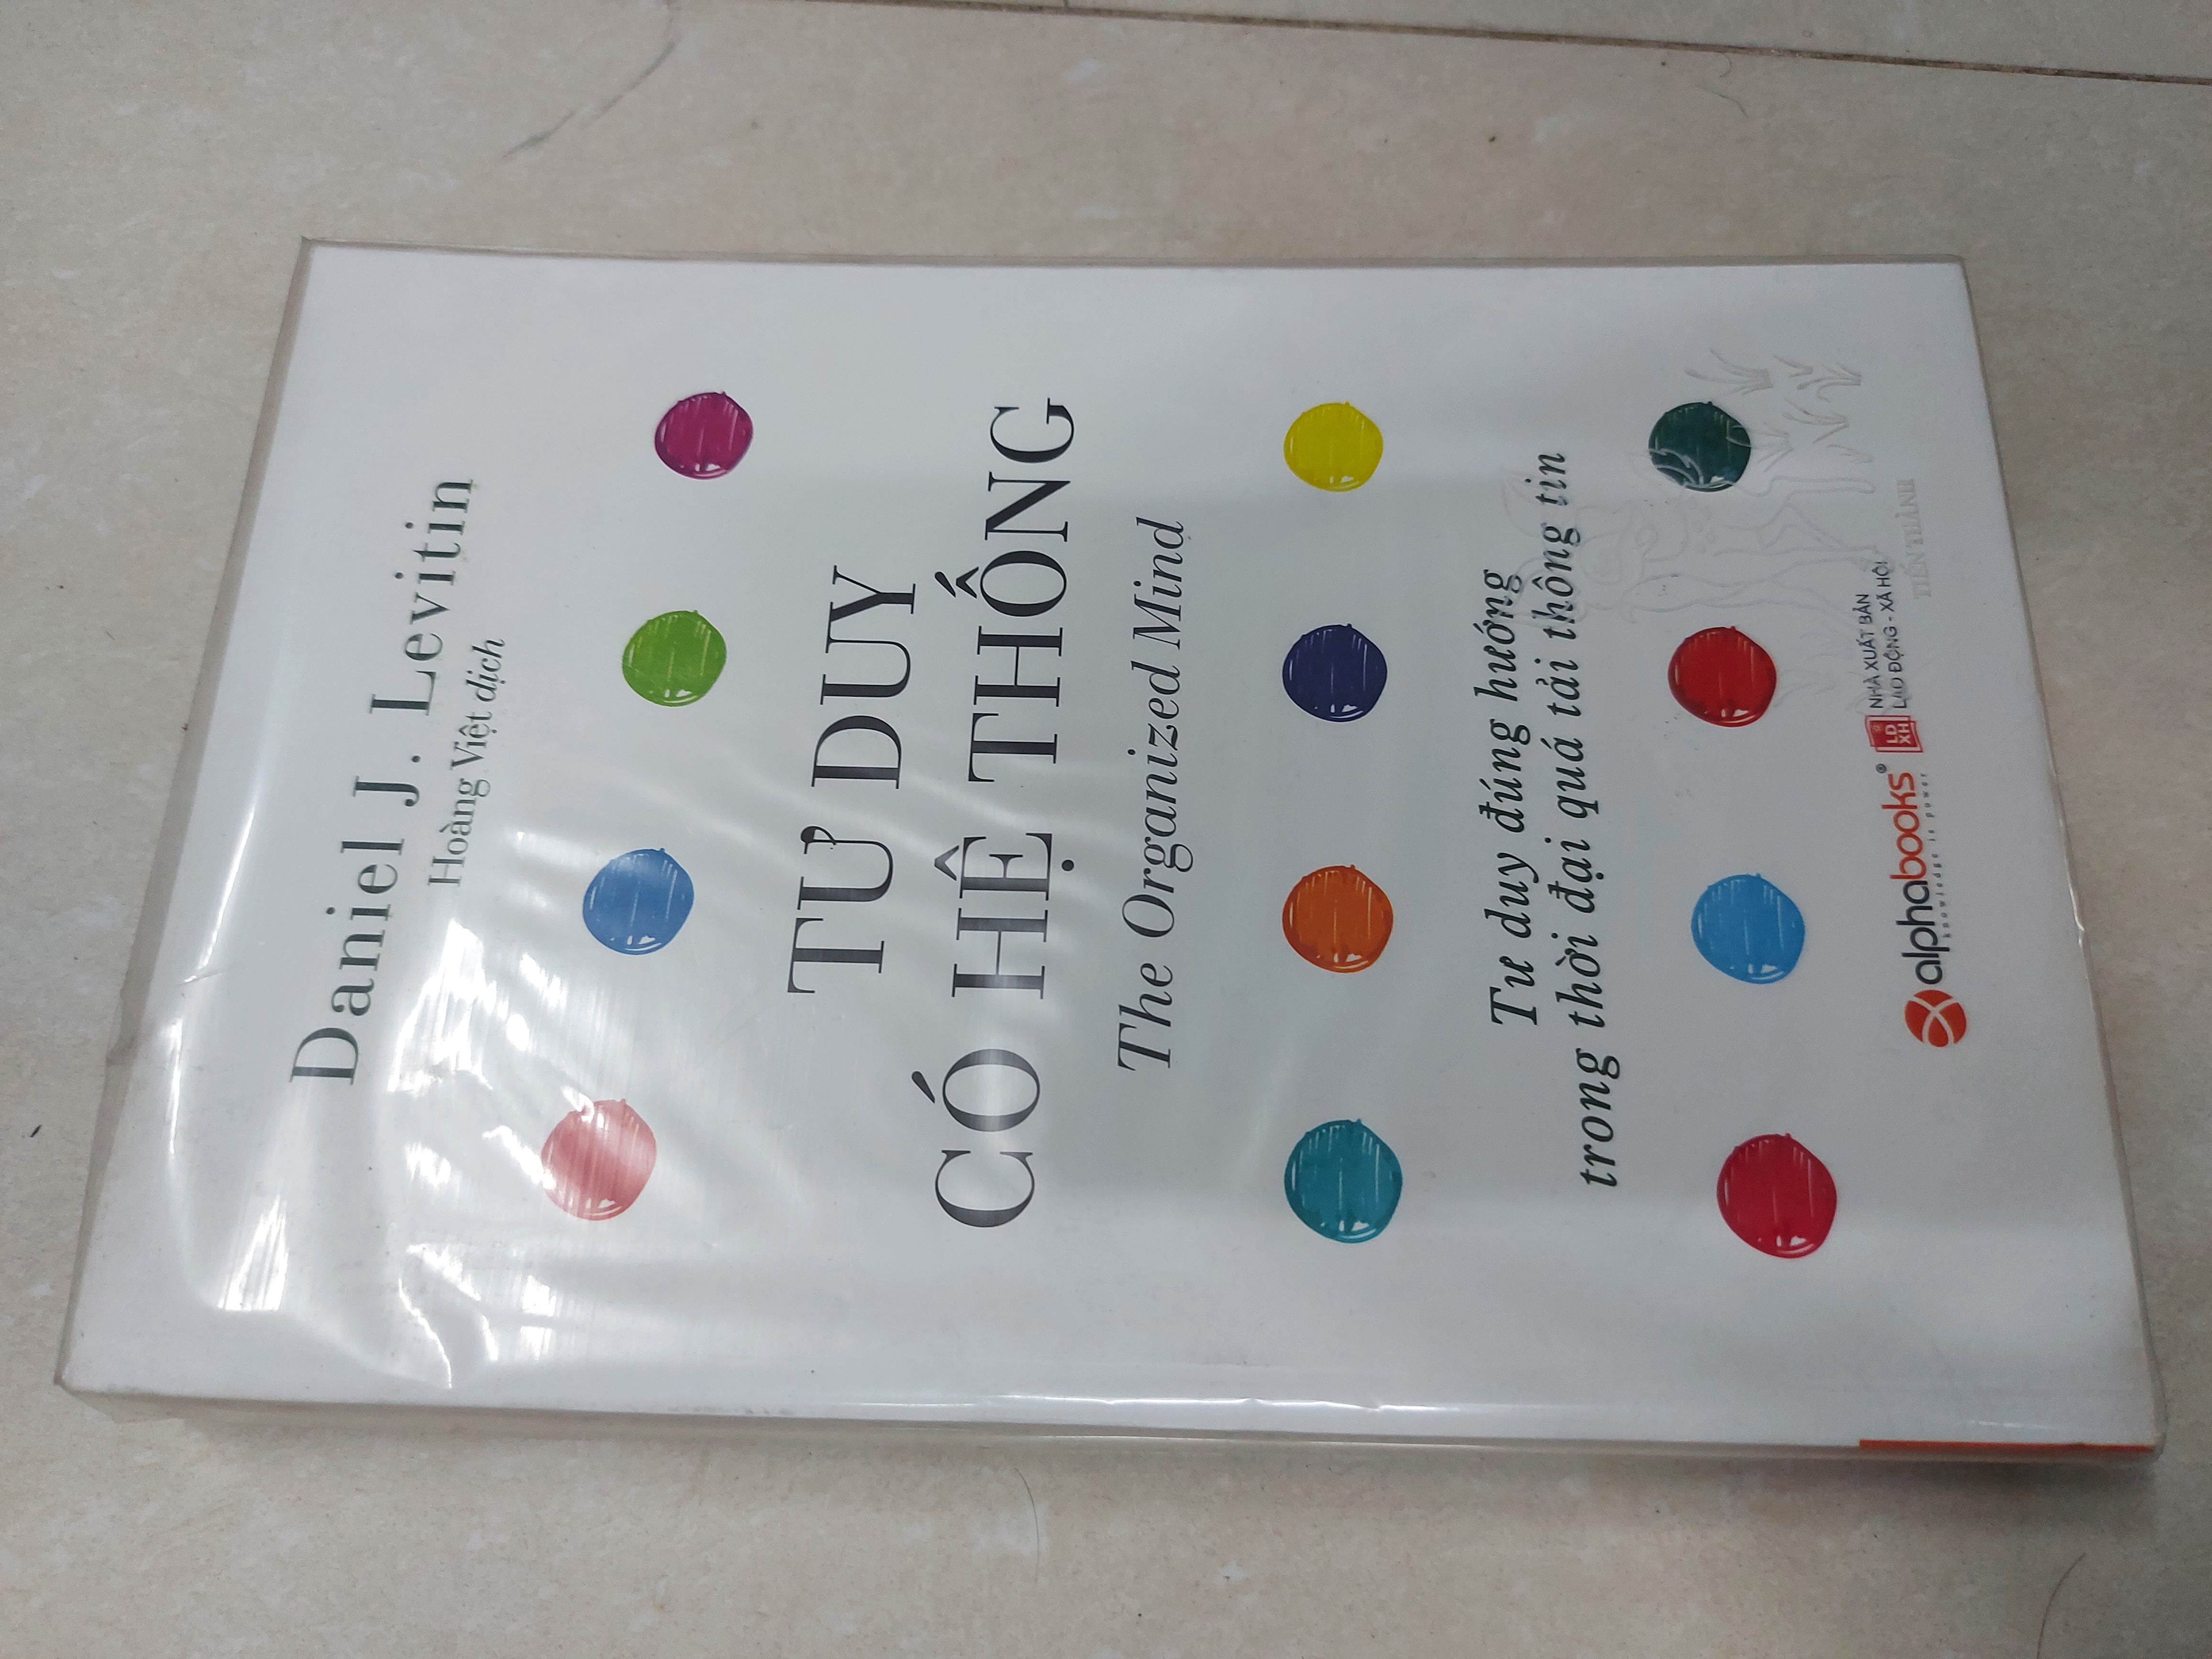 Daniel J. Levitin
Hoàng Việt dịch
TƯ DUY
CÓ HỆ THỐNG
The Organized Mind
Tư duy đúng hướng
trong thời đại quá tải thông tin
alphabooks®
knowledge is power
LD
XH
NHÀ XUẤT BẢN
LAO ĐỘNG - XÃ HỘI
TIẾN THÀNH